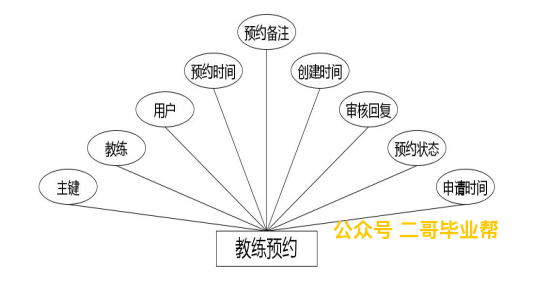 预约备注
预约时间
创建时间
用户
审核回复
教练
预约状态
主键
申请时间
公众号 二哥毕业帮
教练预约